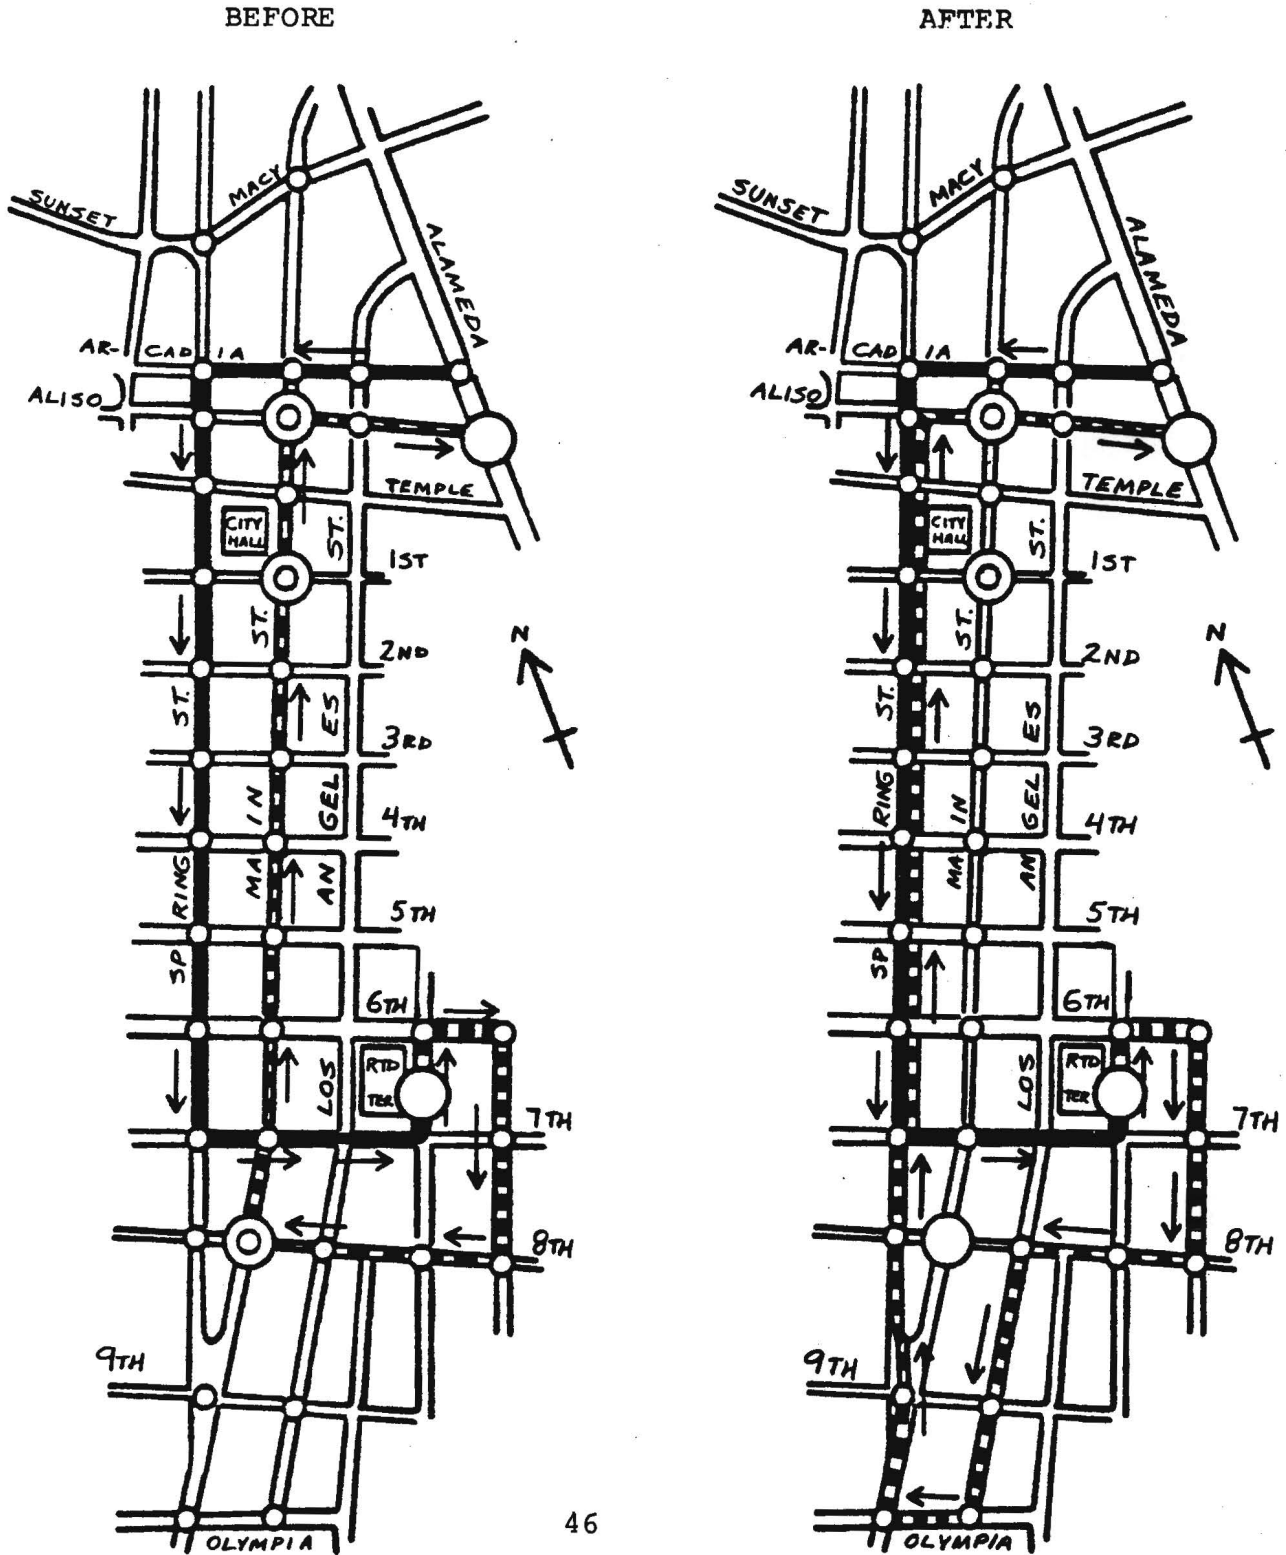 BEFORE
SUNSET
MACY
ALAMEDA
AR- CAD IA
ALISO
TEMPLE
CITY
HALL
ST.
1ST
ST.
2ND
N
ST.
ES
3RD
RING
IN
GEL
4TH
MA
AN
5TH
SP
6TH
LOS
RTD
TER
7TH
8TH
9TH
OLYMPIA
AFTER
SUNSET
MACY
ALAMEDA
AR- CAD IA
ALISO
TEMPLE
CITY
HALL
ST.
1ST
ST.
2ND
N
ST.
ES
3RD
RING
IN
GEL
4TH
MA
AN
5TH
SP
6TH
LOS
RTD
TER
7TH
8TH
9TH
OLYMPIA
46